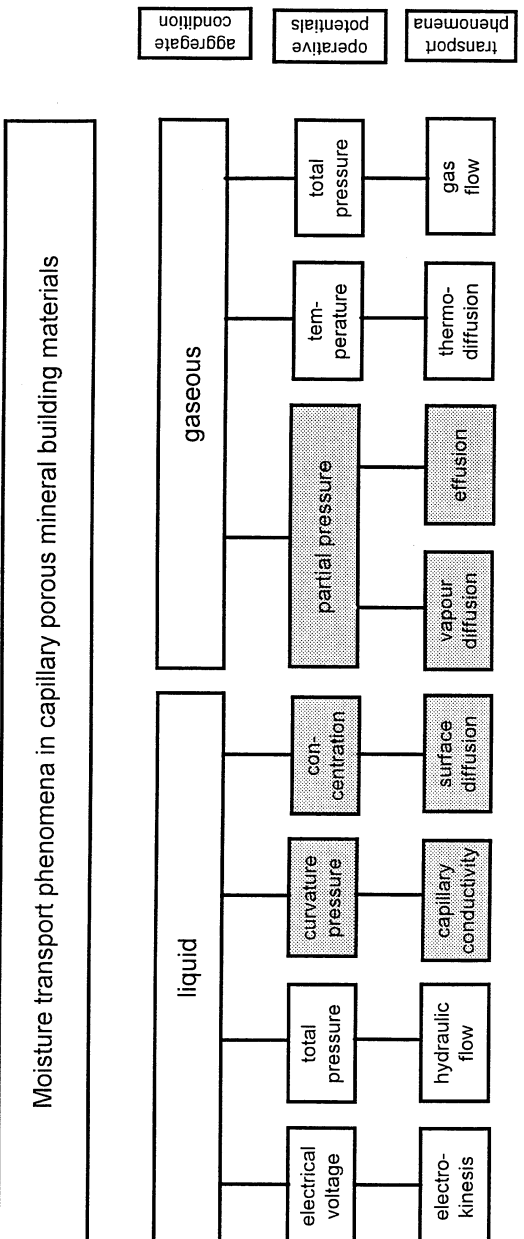 Moisture transport phenomena in capillary porous mineral building materials
aggregate
condition
liquid
gaseous
operative
potentials
electrical
voltage
total
pressure
curvature
pressure
con-
centration
partial pressure
tem-
perature
total
pressure
transport
phenomena
electro-
kinesis
hydraulic
flow
capillary
conductivity
surface
diffusion
vapour
diffusion
effusion
thermo-
diffusion
gas
flow